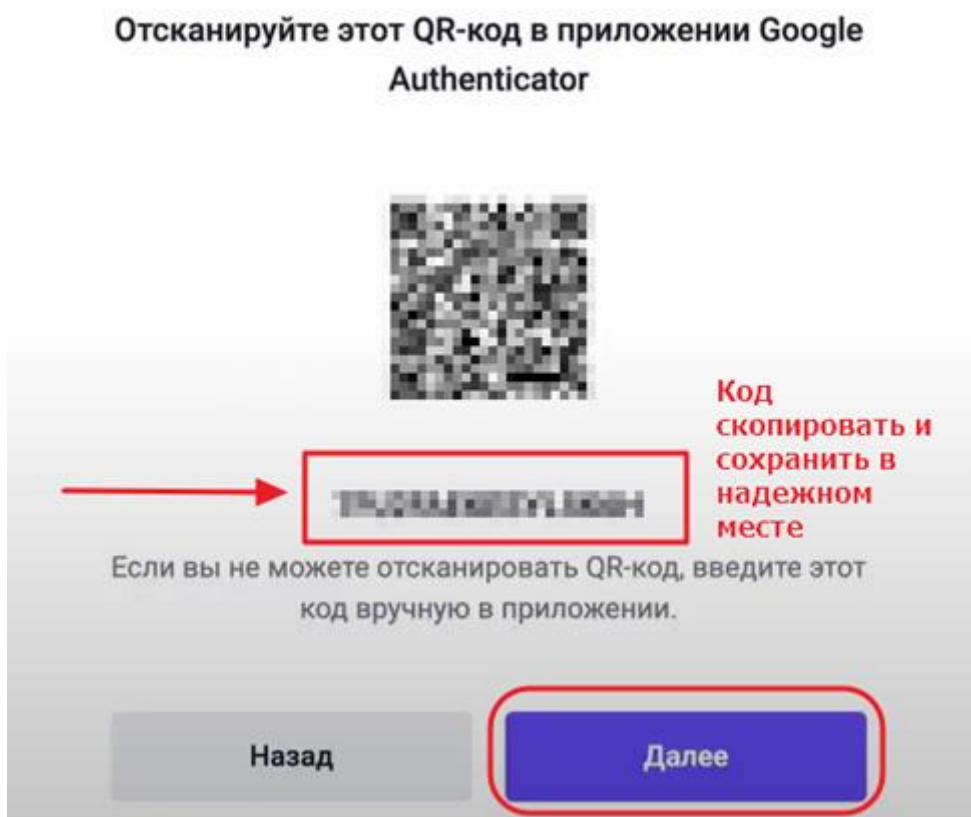 Отсканируйте этот QR-код в приложении Google
Authenticator
Код
скопировать и
сохранить в
надежном
месте
Если вы не можете отсканировать QR-код, введите этот
код вручную в приложении.
Назад
Далее